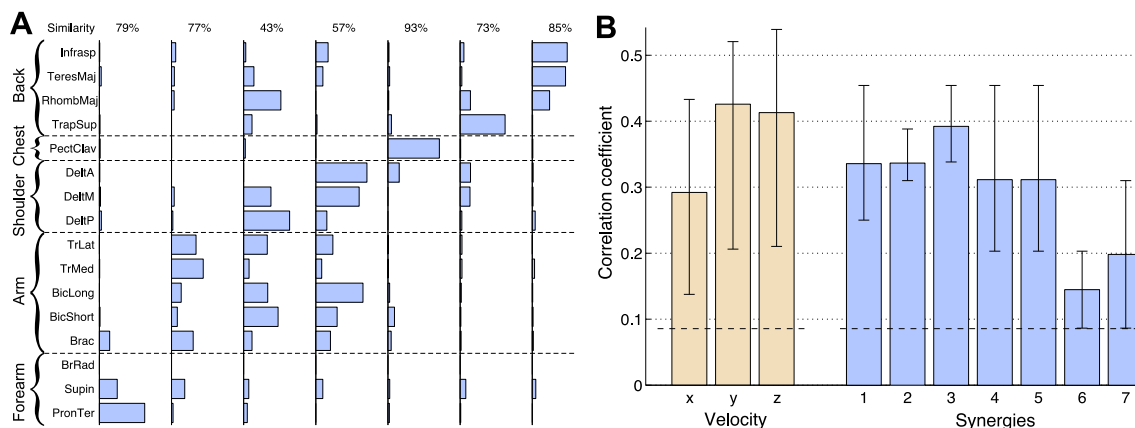 A
Similarity 79% 77% 43% 57% 93% 73% 85%
Back
Infrasp
TeresMaj
RhombMaj
TrapSup
Chest
PectClav
Shoulder
DeltA
DeltM
DeltP
Arm
TrLat
TrMed
BicLong
BicShort
Brac
Forearm
BrRad
Supin
PronTer
B
Correlation coefficient
0.5
0.4
0.3
0.2
0.1
0
x y z 1 2 3 4 5 6 7
Velocity Synergies